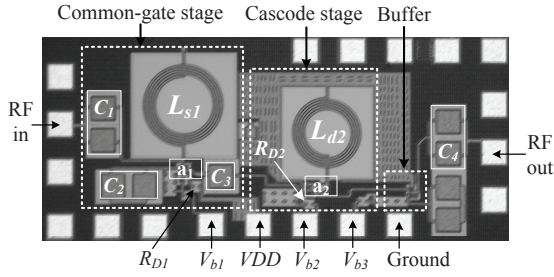 Common-gate stage
Cascode stage
Buffer
RF
in
C1
Ls1
Ld2
C4
RF
out
RD2
a1
C3
a2
C2
RD1
Vb1
VDD
Vb2
Vb3
Ground